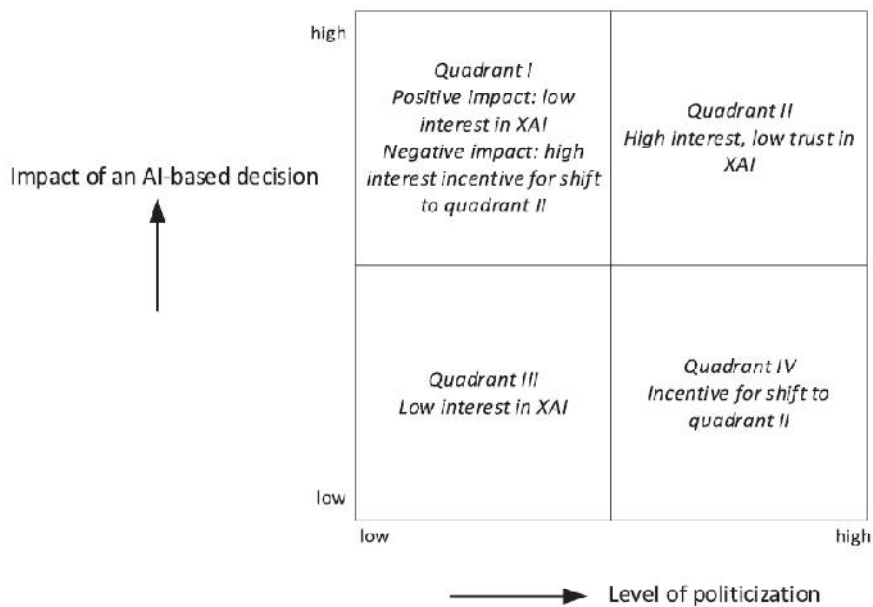 high
Quadrant I
Positive impact: low
interest in XAI
Negative impact: high
interest incentive for shift
to quadrant II
Quadrant II
High interest, low trust in
XAI
Impact of an AI-based decision
Quadrant III
Low interest in XAI
Quadrant IV
Incentive for shift to
quadrant II
low
low
high
Level of politicization